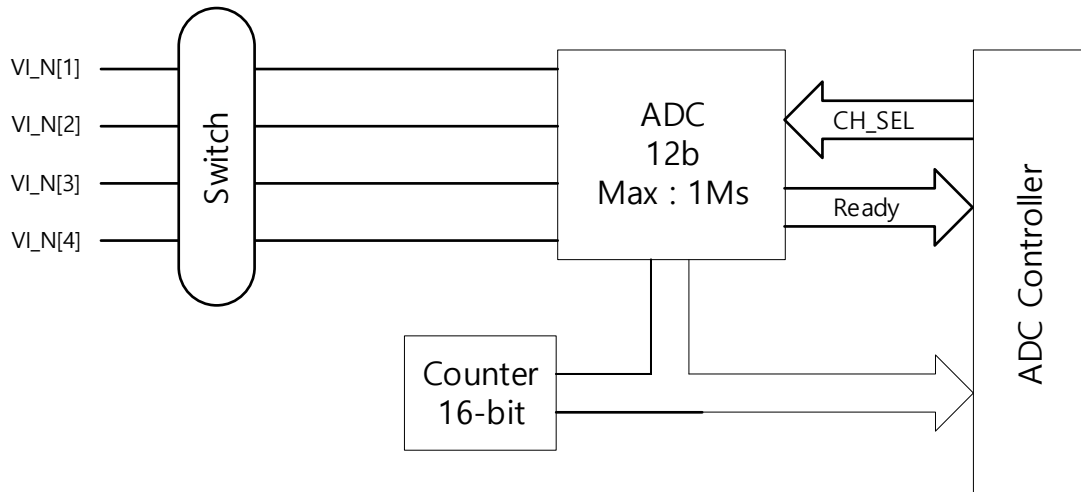 VI_N[1]
VI_N[2]
VI_N[3]
VI_N[4]
Switch
ADC
12b
Max : 1Ms
CH_SEL
Ready
Counter
16-bit
ADC Controller